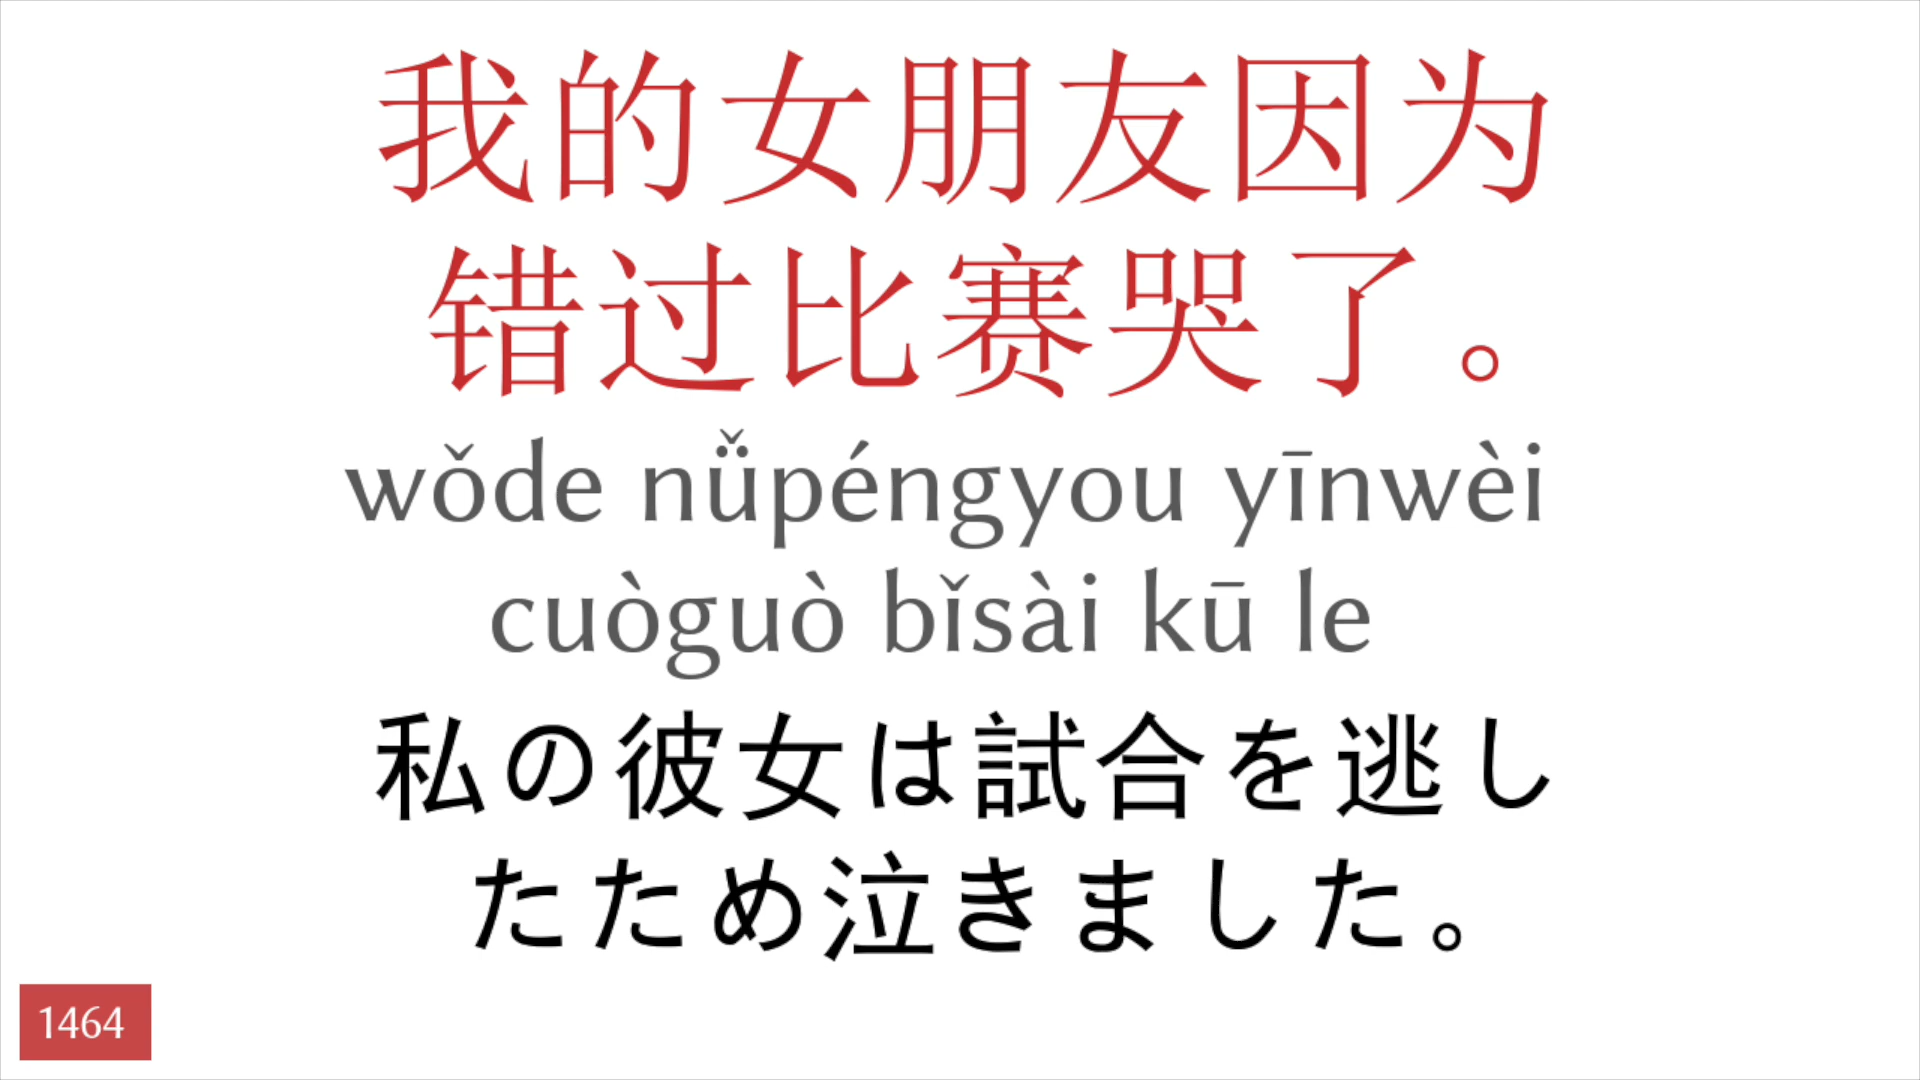 我的女朋友因为
错过比赛哭了。
wǒde nǚpéngyou yīnwèi
cuòguò bǐsài kū le
私の彼女は試合を逃し
たため泣きました。
1464